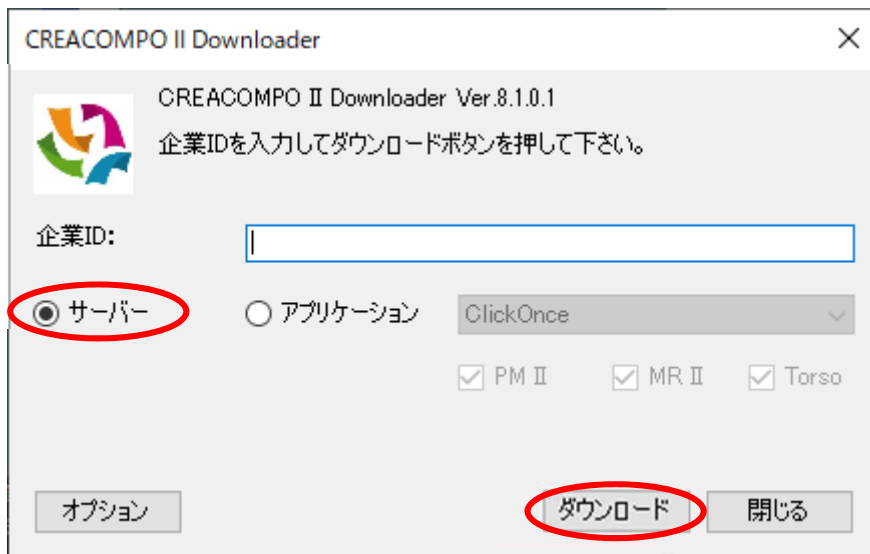 CREACOMPO II Downloader
CREACOMPO Ⅱ Downloader Ver.8.1.0.1
企業IDを入力してダウンロードボタンを押して下さい。
企業ID:
サーバー
アプリケーション
ClickOnce
PM Ⅱ
MR Ⅱ
Torso
オプション
ダウンロード
閉じる